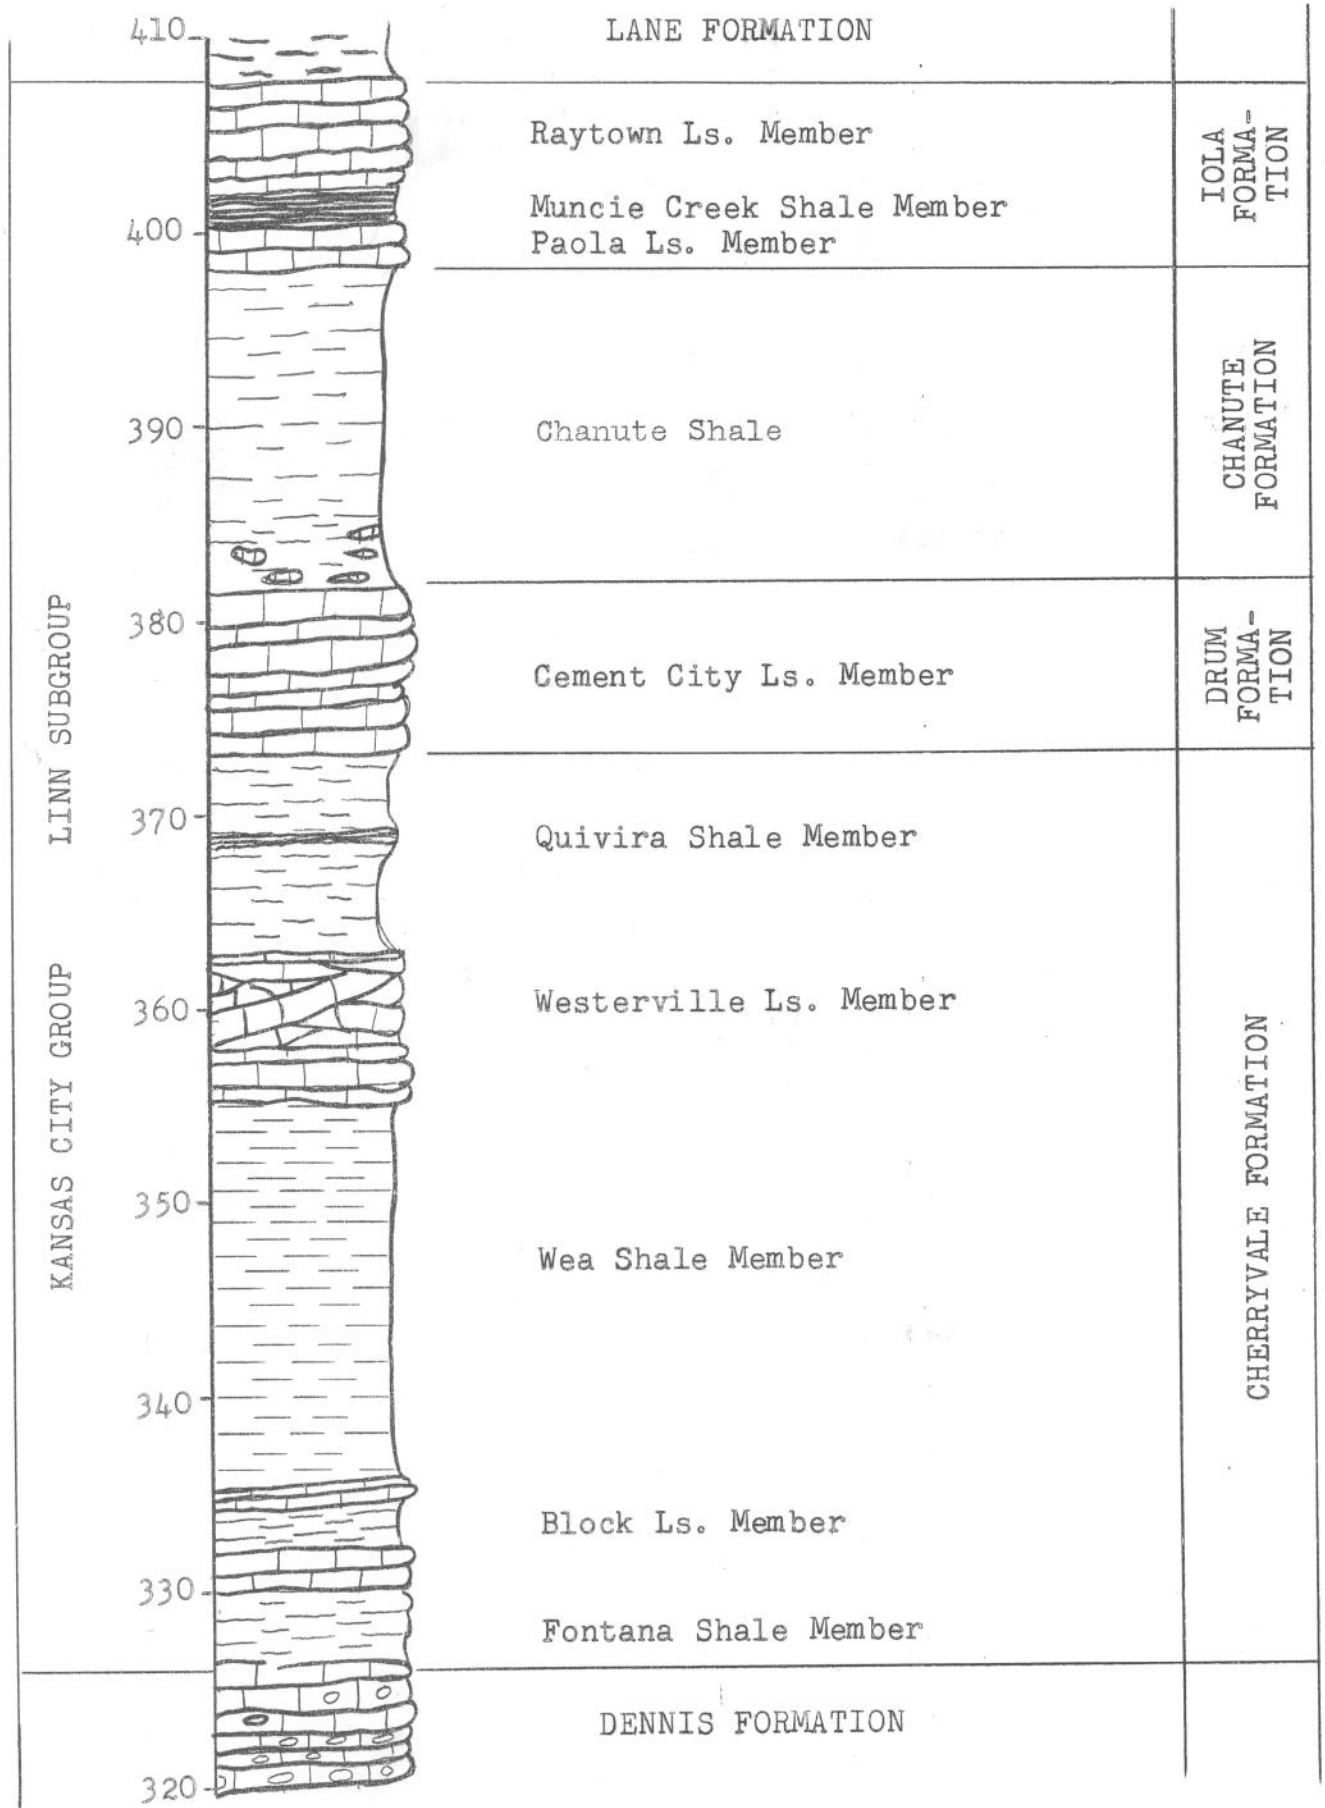 410
LANE FORMATION
Raytown Ls. Member
IOLA
FORMA-
TION
Muncie Creek Shale Member
400
Paola Ls. Member
390
Chanute Shale
CHANUTE
FORMATION
380
Cement City Ls. Member
DRUM
FORMA-
TION
LINN SUBGROUP
370
Quivira Shale Member
360
Westerville Ls. Member
KANSAS CITY GROUP
350
Wea Shale Member
CHERRYVALE FORMATION
340
Block Ls. Member
330
Fontana Shale Member
DENNIS FORMATION
320